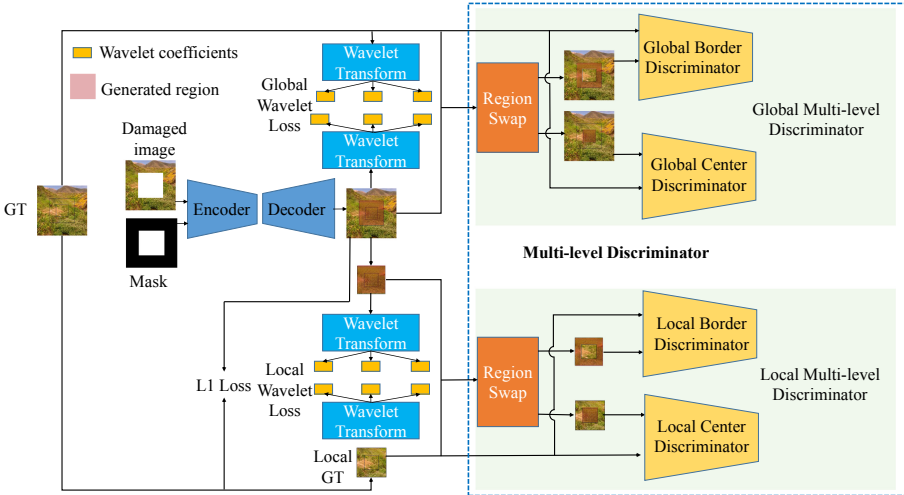 Wavelet coefficients
Generated region
Damaged
image
GT
Mask
Encoder
Decoder
Wavelet
Transform
Global
Wavelet
Loss
Wavelet
Transform
Wavelet
Transform
Local
Wavelet
Loss
Wavelet
Transform
L1 Loss
Local
GT
Region
Swap
Global Border
Discriminator
Global Center
Discriminator
Global Multi-level
Discriminator
Multi-level Discriminator
Region
Swap
Local Border
Discriminator
Local Center
Discriminator
Local Multi-level
Discriminator